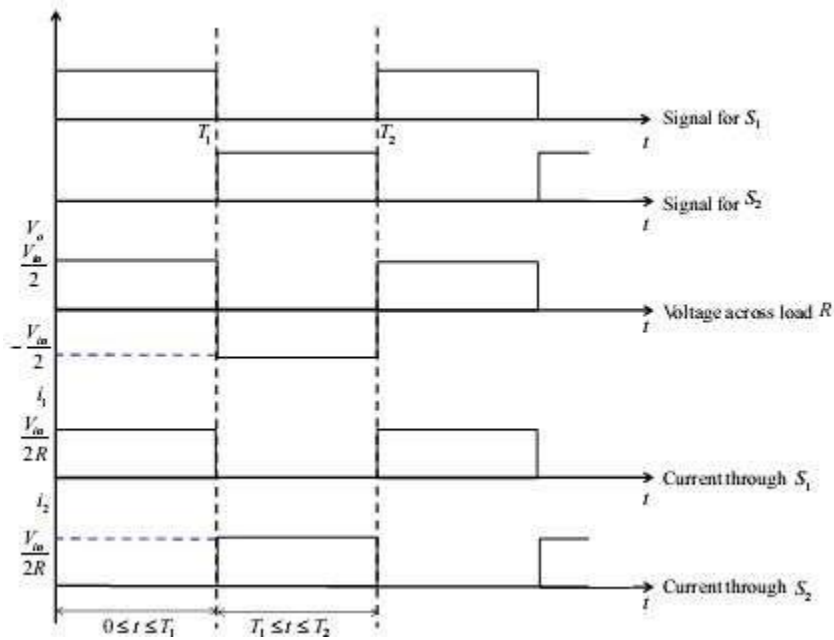 Signal for S₁
t
T₁ T₂
Signal for S₂
t
Vₒ
Vᵢₙ/2
Voltage across load R
t
-Vᵢₙ/2
i₁
Vᵢₙ/2R
Current through S₁
t
i₂
Vᵢₙ/2R
Current through S₂
t
0 ≤ t ≤ T₁ T₁ ≤ t ≤ T₂